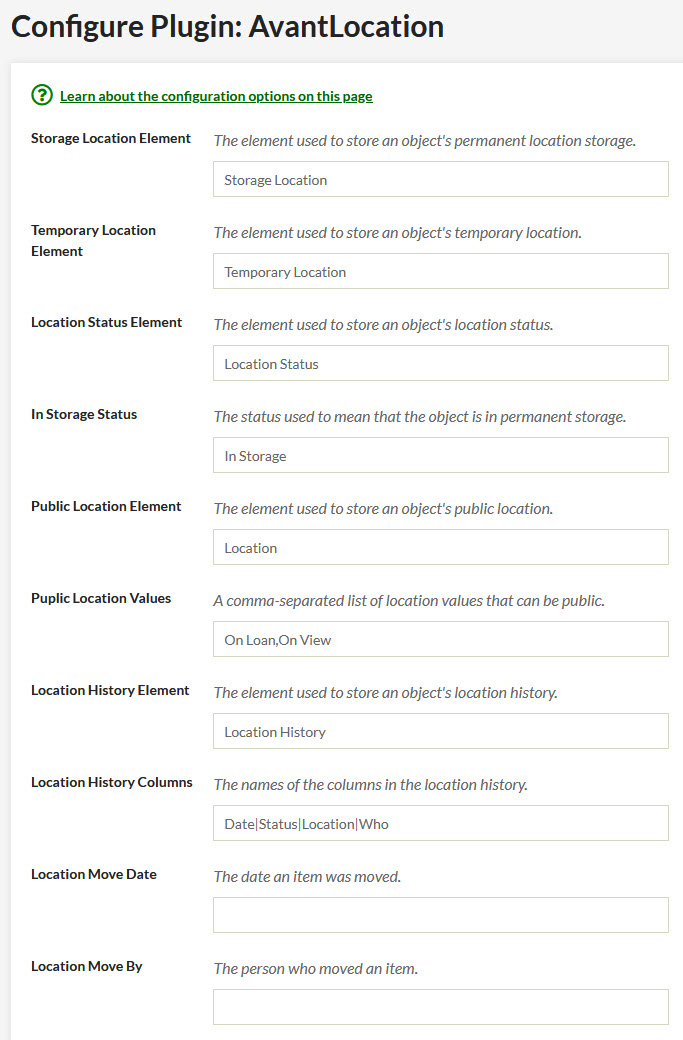 Configure Plugin: AvantLocation
Learn about the configuration options on this page
Storage Location Element
The element used to store an object's permanent location storage.
Storage Location
Temporary Location
Element
The element used to store an object's temporary location.
Temporary Location
Location Status Element
The element used to store an object's location status.
Location Status
In Storage Status
The status used to mean that the object is in permanent storage.
In Storage
Public Location Element
The element used to store an object's public location.
Location
Puplic Location Values
A comma-separated list of location values that can be public.
On Loan,On View
Location History Element
The element used to store an object's location history.
Location History
Location History Columns
The names of the columns in the location history.
Date|Status|Location|Who
Location Move Date
The date an item was moved.
Location Move By
The person who moved an item.